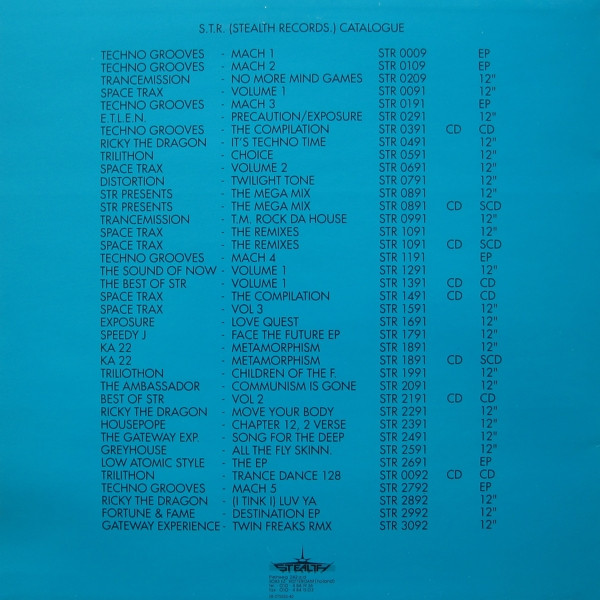 S.T.R. (STEALTH RECORDS.) CATALOGUE
TECHNO GROOVES - MACH 1 STR 0009 EP
TECHNO GROOVES - MACH 2 STR 0109 EP
TRANCEMISSION - NO MORE MIND GAMES STR 0209 12"
SPACE TRAX - VOLUME 1 STR 0091 12"
TECHNO GROOVES - MACH 3 STR 0191 EP
E.T.L.E.N. - PRECAUTION/EXPOSURE STR 0291 12"
TECHNO GROOVES - THE COMPILATION STR 0391 CD CD
RICKY THE DRAGON - IT'S TECHNO TIME STR 0491 12"
TRILITHON - CHOICE STR 0591 12"
SPACE TRAX - VOLUME 2 STR 0691 12"
DISTORTION - TWILIGHT TONE STR 0791 12"
STR PRESENTS - THE MEGA MIX STR 0891 12"
STR PRESENTS - THE MEGA MIX STR 0891 CD SCD
TRANCEMISSION - T.M. ROCK DA HOUSE STR 0991 12"
SPACE TRAX - THE REMIXES STR 1091 12"
SPACE TRAX - THE REMIXES STR 1091 CD SCD
TECHNO GROOVES - MACH 4 STR 1191 EP
THE SOUND OF NOW - VOLUME 1 STR 1291 12"
THE BEST OF STR - VOLUME 1 STR 1391 CD CD
SPACE TRAX - THE COMPILATION STR 1491 CD CD
SPACE TRAX - VOL 3 STR 1591 12"
EXPOSURE - LOVE QUEST STR 1691 12"
SPEEDY J - FACE THE FUTURE EP STR 1791 12"
KA 22 - METAMORPHISM STR 1891 12"
KA 22 - METAMORPHISM STR 1891 CD SCD
TRILIOTHON - CHILDREN OF THE F. STR 1991 12"
THE AMBASSADOR - COMMUNISM IS GONE STR 2091 12"
BEST OF STR - VOL 2 STR 2191 CD CD
RICKY THE DRAGON - MOVE YOUR BODY STR 2291 12"
HOUSEPOPE - CHAPTER 12, 2 VERSE STR 2391 12"
THE GATEWAY EXP. - SONG FOR THE DEEP STR 2491 12"
GREYHOUSE - ALL THE FLY SKINN. STR 2591 12"
LOW ATOMIC STYLE - THE EP STR 2691 EP
TRILITHON - TRANCE DANCE 128 STR 0092 CD CD
TECHNO GROOVES - MACH 5 STR 2792 EP
RICKY THE DRAGON - (I TINK I) LUV YA STR 2892 12"
FORTUNE & FAME - DESTINATION EP STR 2992 12"
GATEWAY EXPERIENCE - TWIN FREAKS RMX STR 3092 12"
STEALTH